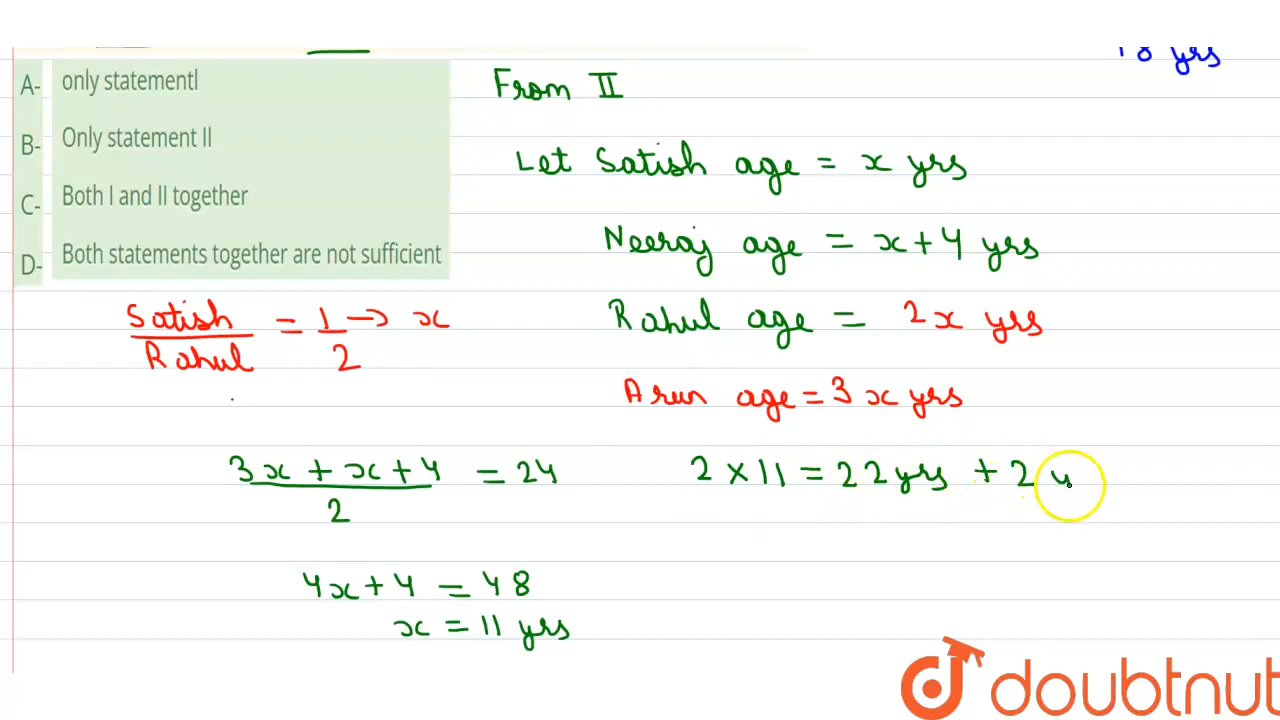 18 yrs
A- only statementl
B- Only statement II
C- Both I and II together
D- Both statements together are not sufficient
From II
Let Satish age = x yrs
Neeraj age = x+4 yrs
Rahul age = 2x yrs
Arun age = 3x yrs
Satish = 1 → x
Rahul 2
3x + x + 4 = 24
2
4x + 4 = 48
x = 11 yrs
2 × 11 = 22 yrs + 2 y
doubtnut